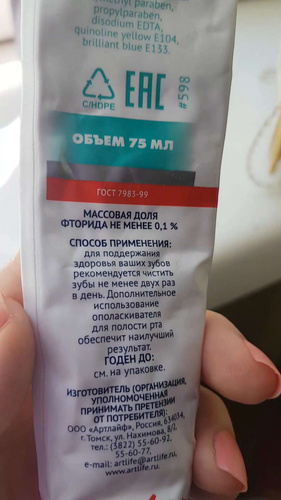 methyl paraben,
propylparaben,
disodium EDTA,
quinoline yellow E104,
brilliant blue E133.
C/HDPE
EAC
#598
ОБЪЕМ 75 МЛ
ГОСТ 7983-99
МАССОВАЯ ДОЛЯ
ФТОРИДА НЕ МЕНЕЕ 0,1 %
СПОСОБ ПРИМЕНЕНИЯ:
для поддержания
здоровья ваших зубов
рекомендуется чистить
зубы не менее двух раз
в день. Дополнительное
использование
ополаскивателя
для полости рта
обеспечит наилучший
результат.
ГОДЕН ДО:
см. на упаковке.
ИЗГОТОВИТЕЛЬ (ОРГАНИЗАЦИЯ,
УПОЛНОМОЧЕННАЯ
ПРИНИМАТЬ ПРЕТЕНЗИИ
ОТ ПОТРЕБИТЕЛЯ):
ООО «Артлайф», Россия, 634034,
г. Томск, ул. Нахимова, 8/2,
тел.: (3822) 55-60-92,
55-60-77,
e-mail: artlife@artlife.ru,
artlife.ru